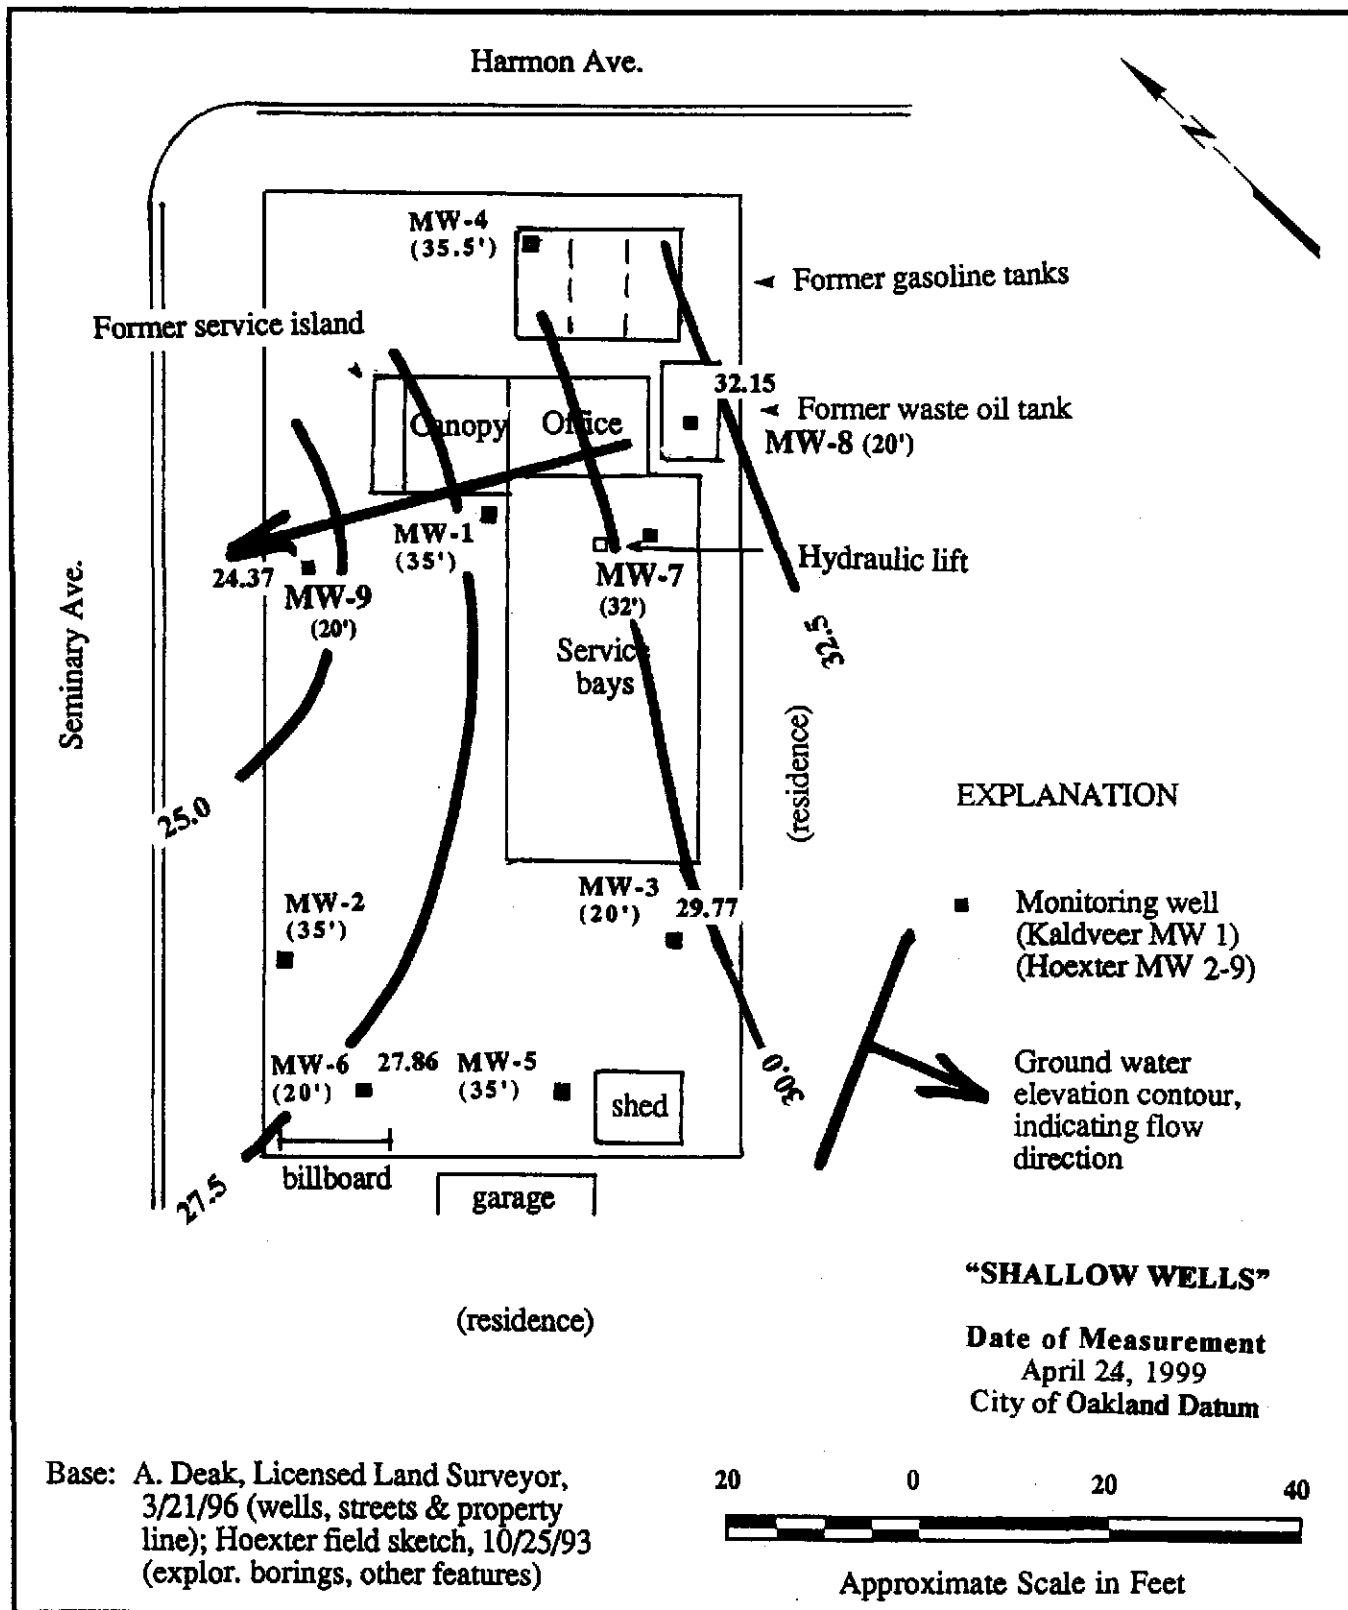 Harmon Ave.
N
MW-4
(35.5')
Former gasoline tanks
Former service island
32.15
Canopy
Office
Former waste oil tank
MW-8 (20')
MW-1
(35')
Hydraulic lift
24.37
MW-9
(20')
MW-7
(32')
32.5
Service
bays
Seminary Ave.
(residence)
25.0
EXPLANATION
MW-2
(35')
MW-3
(20')
29.77
Monitoring well
(Kaldveer MW 1)
(Hoexter MW 2-9)
MW-6
(20')
27.86
MW-5
(35')
30.0
shed
Ground water
elevation contour,
indicating flow
direction
27.5
billboard
garage
"SHALLOW WELLS"
(residence)
Date of Measurement
April 24, 1999
City of Oakland Datum
Base: A. Deak, Licensed Land Surveyor,
3/21/96 (wells, streets & property
line); Hoexter field sketch, 10/25/93
(explor. borings, other features)
20 0 20 40
Approximate Scale in Feet